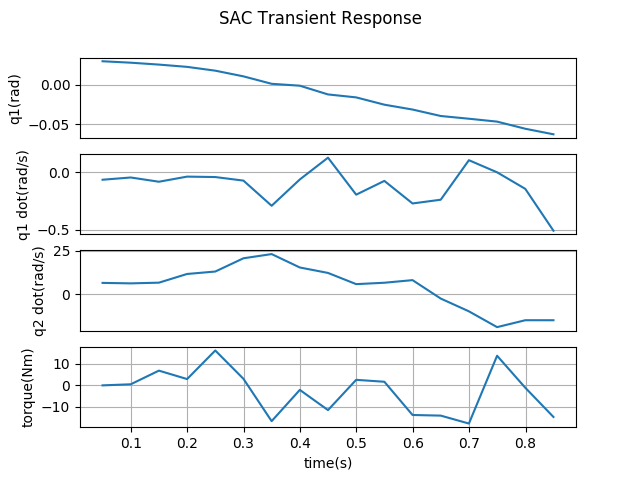 SAC Transient Response
q1(rad)
0.00
−0.05
q1 dot(rad/s)
0.0
−0.5
q2 dot(rad/s)
25
0
torque(Nm)
10
0
−10
0.1 0.2 0.3 0.4 0.5 0.6 0.7 0.8
time(s)